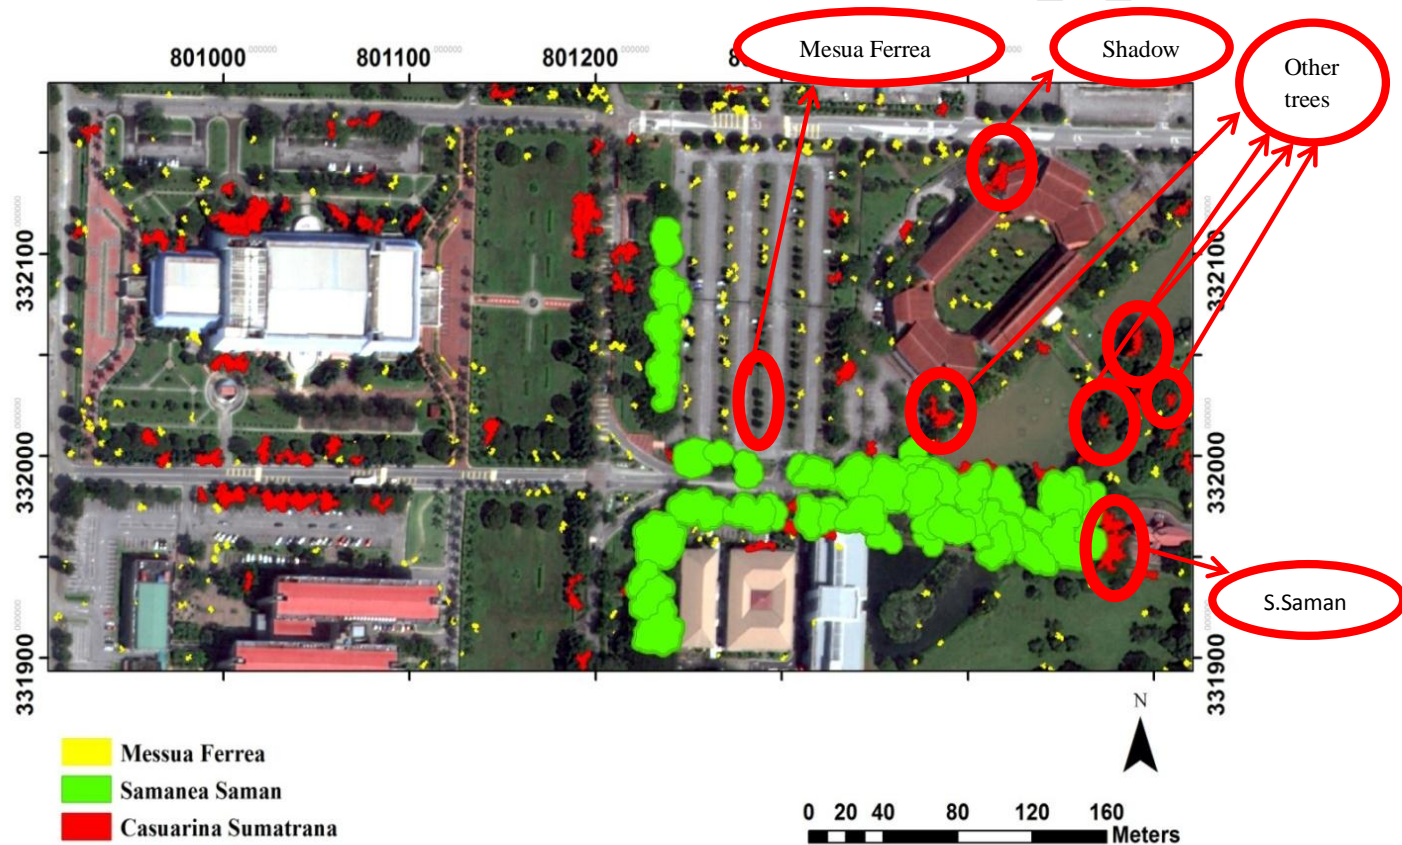 Mesua Ferrea
Shadow
Other
trees
801000
801100
801200
332100
332000
331900
332100
332000
331900
S.Saman
N
Messua Ferrea
Samanea Saman
Casuarina Sumatrana
0 20 40 80 120 160
Meters